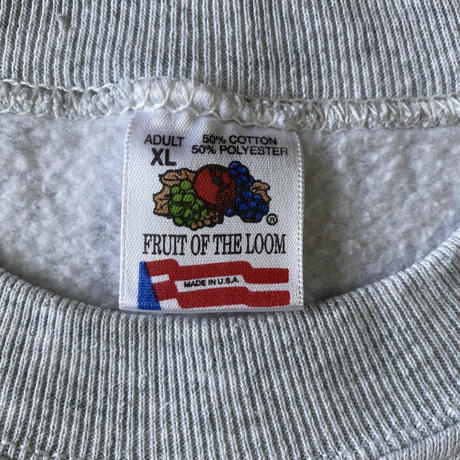 ADULT 50% COTTON
XL 50% POLYESTER
®
FRUIT OF THE LOOM
MADE IN U.S.A.